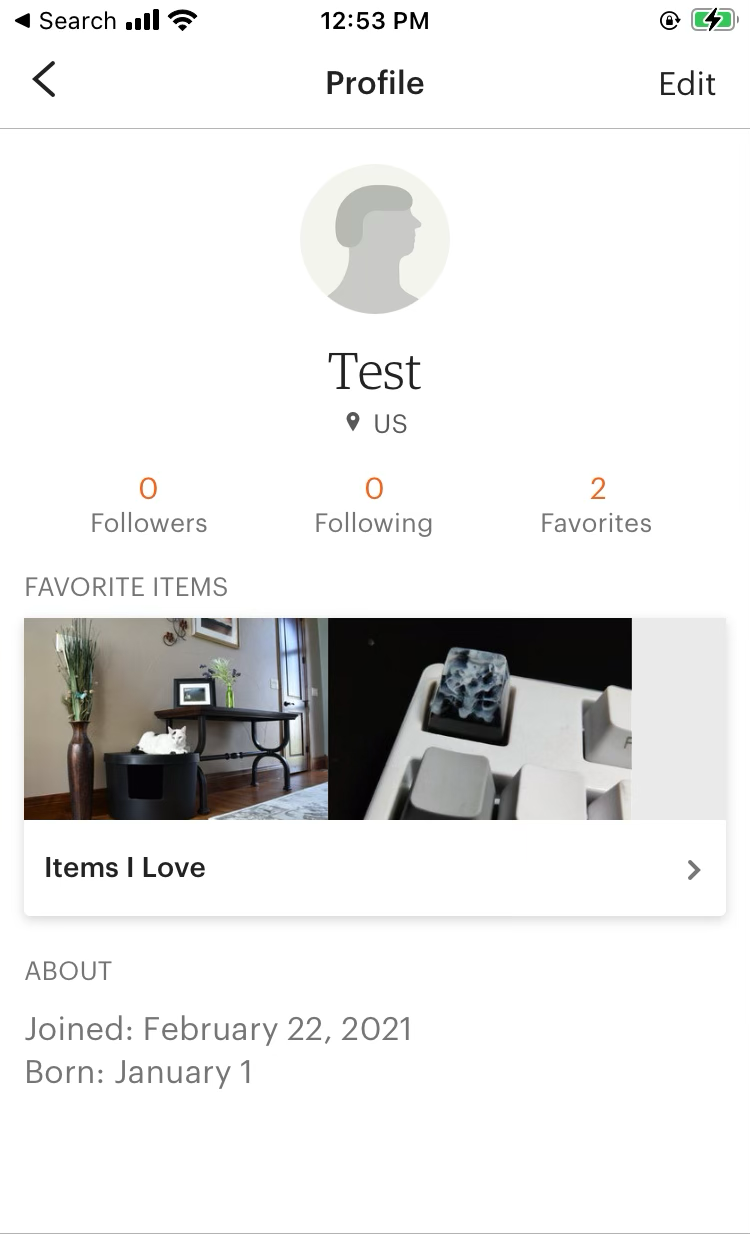 Search 12:53 PM
Profile Edit
Test
US
0 0 2
Followers Following Favorites
FAVORITE ITEMS
Items I Love
ABOUT
Joined: February 22, 2021
Born: January 1